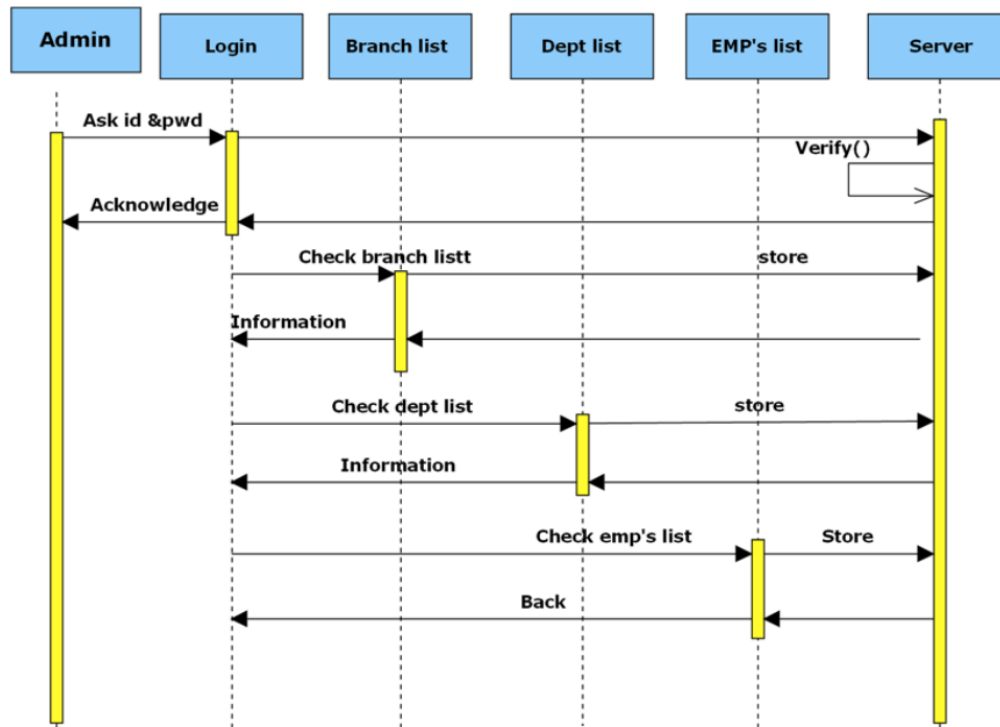 Admin
Login
Branch list
Dept list
EMP's list
Server
Ask id &pwd
Verify()
Acknowledge
Check branch listt
store
Information
Check dept list
store
Information
Check emp's list
Store
Back